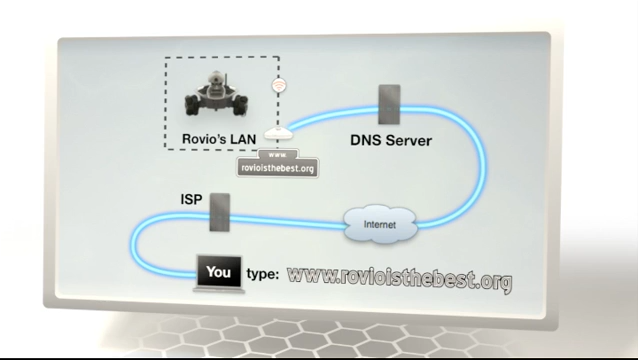 Rovio's LAN
DNS Server
www.
rovioisthebest.org
ISP
Internet
You type: www.rovioisthebest.org